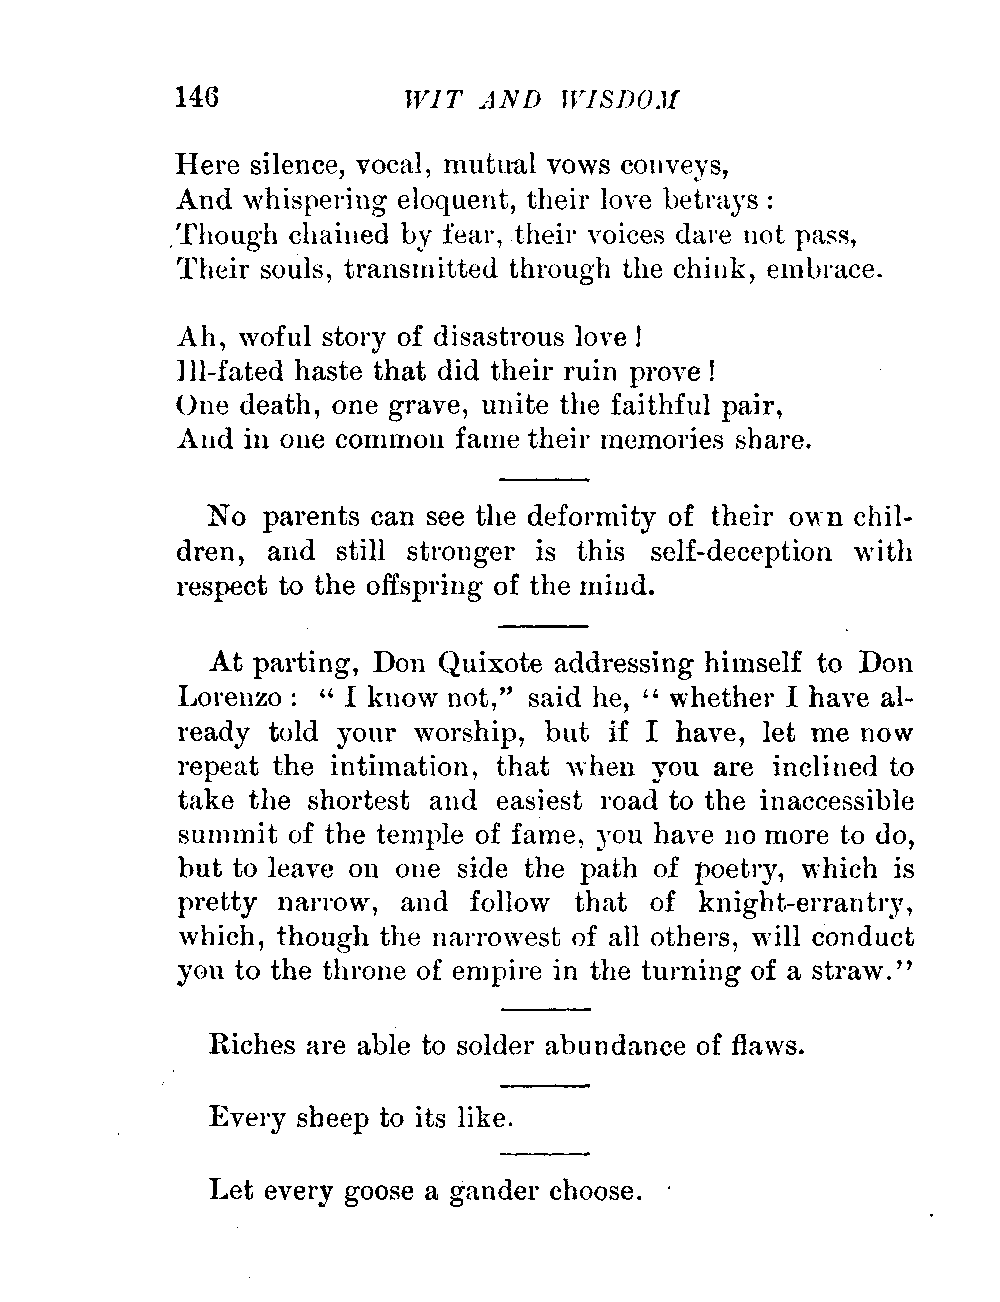 146 WIT AND WISDOM
Here silence, vocal, mutual vows conveys,
And whispering eloquent, their love betrays :
Though chained by fear, their voices dare not pass,
Their souls, transmitted through the chink, embrace.
Ah, woful story of disastrous love !
Ill-fated haste that did their ruin prove !
One death, one grave, unite the faithful pair,
And in one common fame their memories share.
No parents can see the deformity of their own chil-
dren, and still stronger is this self-deception with
respect to the offspring of the mind.
At parting, Don Quixote addressing himself to Don
Lorenzo : “ I know not,” said he, “ whether I have al-
ready told your worship, but if I have, let me now
repeat the intimation, that when you are inclined to
take the shortest and easiest road to the inaccessible
summit of the temple of fame, you have no more to do,
but to leave on one side the path of poetry, which is
pretty narrow, and follow that of knight-errantry,
which, though the narrowest of all others, will conduct
you to the throne of empire in the turning of a straw.”
Riches are able to solder abundance of flaws.
Every sheep to its like.
Let every goose a gander choose.